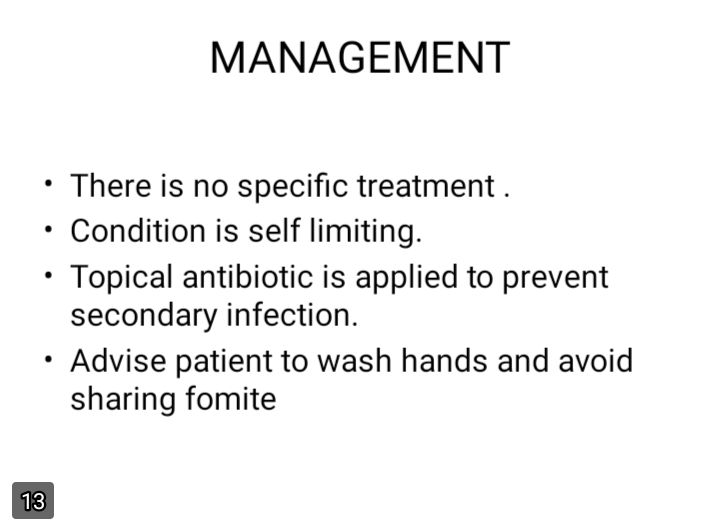 MANAGEMENT
• There is no specific treatment .
• Condition is self limiting.
• Topical antibiotic is applied to prevent
secondary infection.
• Advise patient to wash hands and avoid
sharing fomite
13